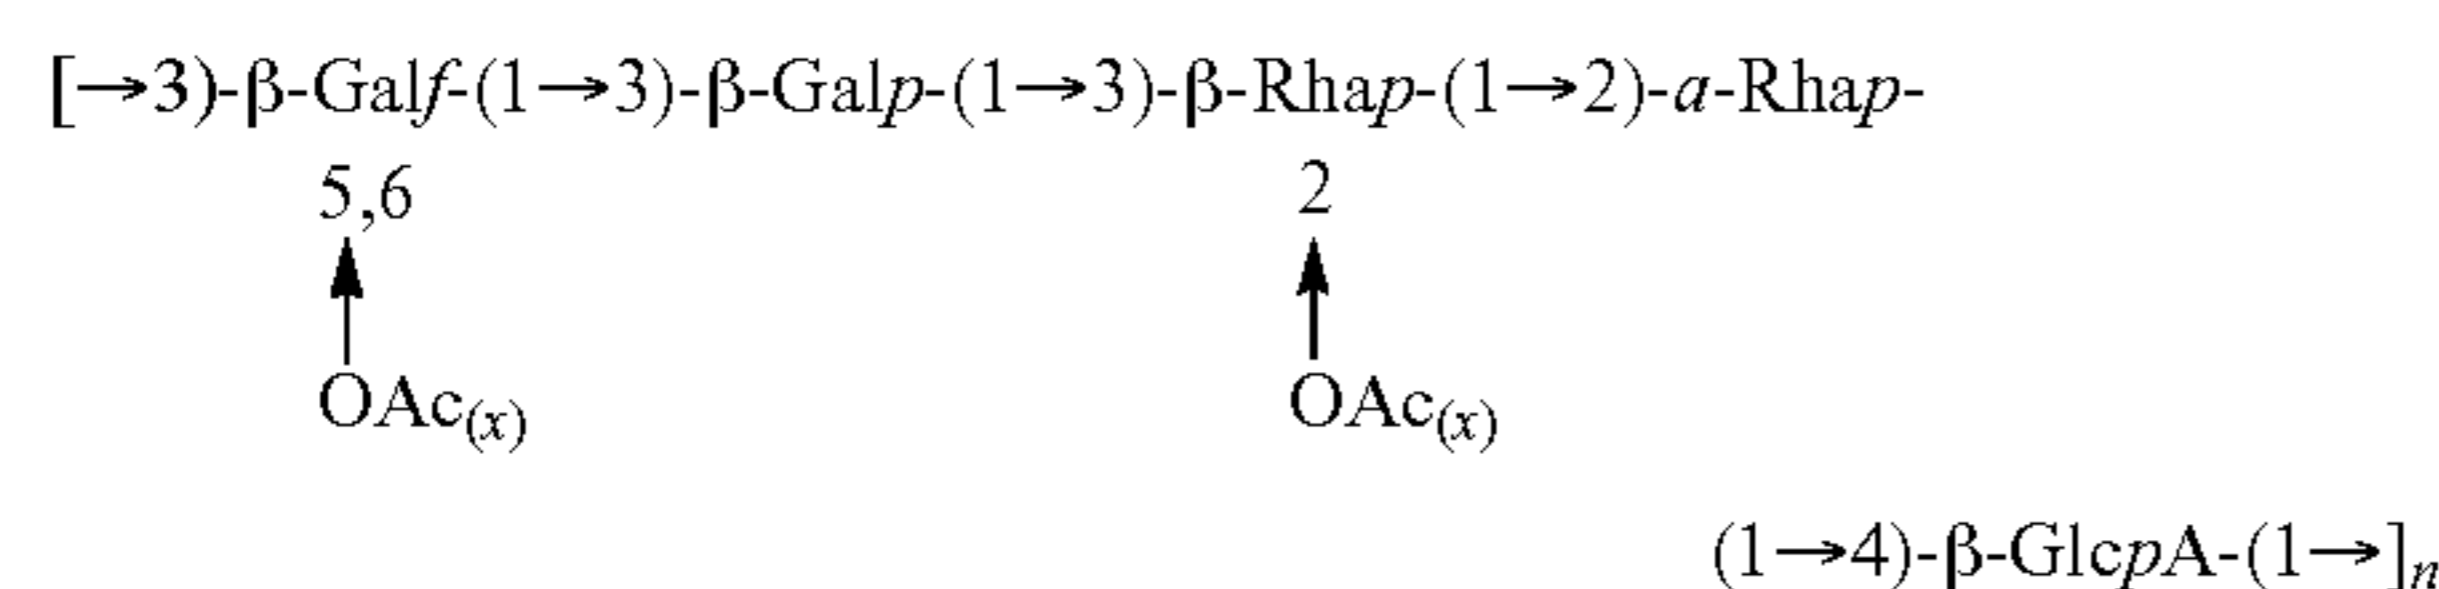 [→3)-β-Galf-(1→3)-β-Galp-(1→3)-β-Rhap-(1→2)-a-Rhap-
5,6 2
OAc(x) OAc(x)
(1→4)-β-GlcpA-(1→]n